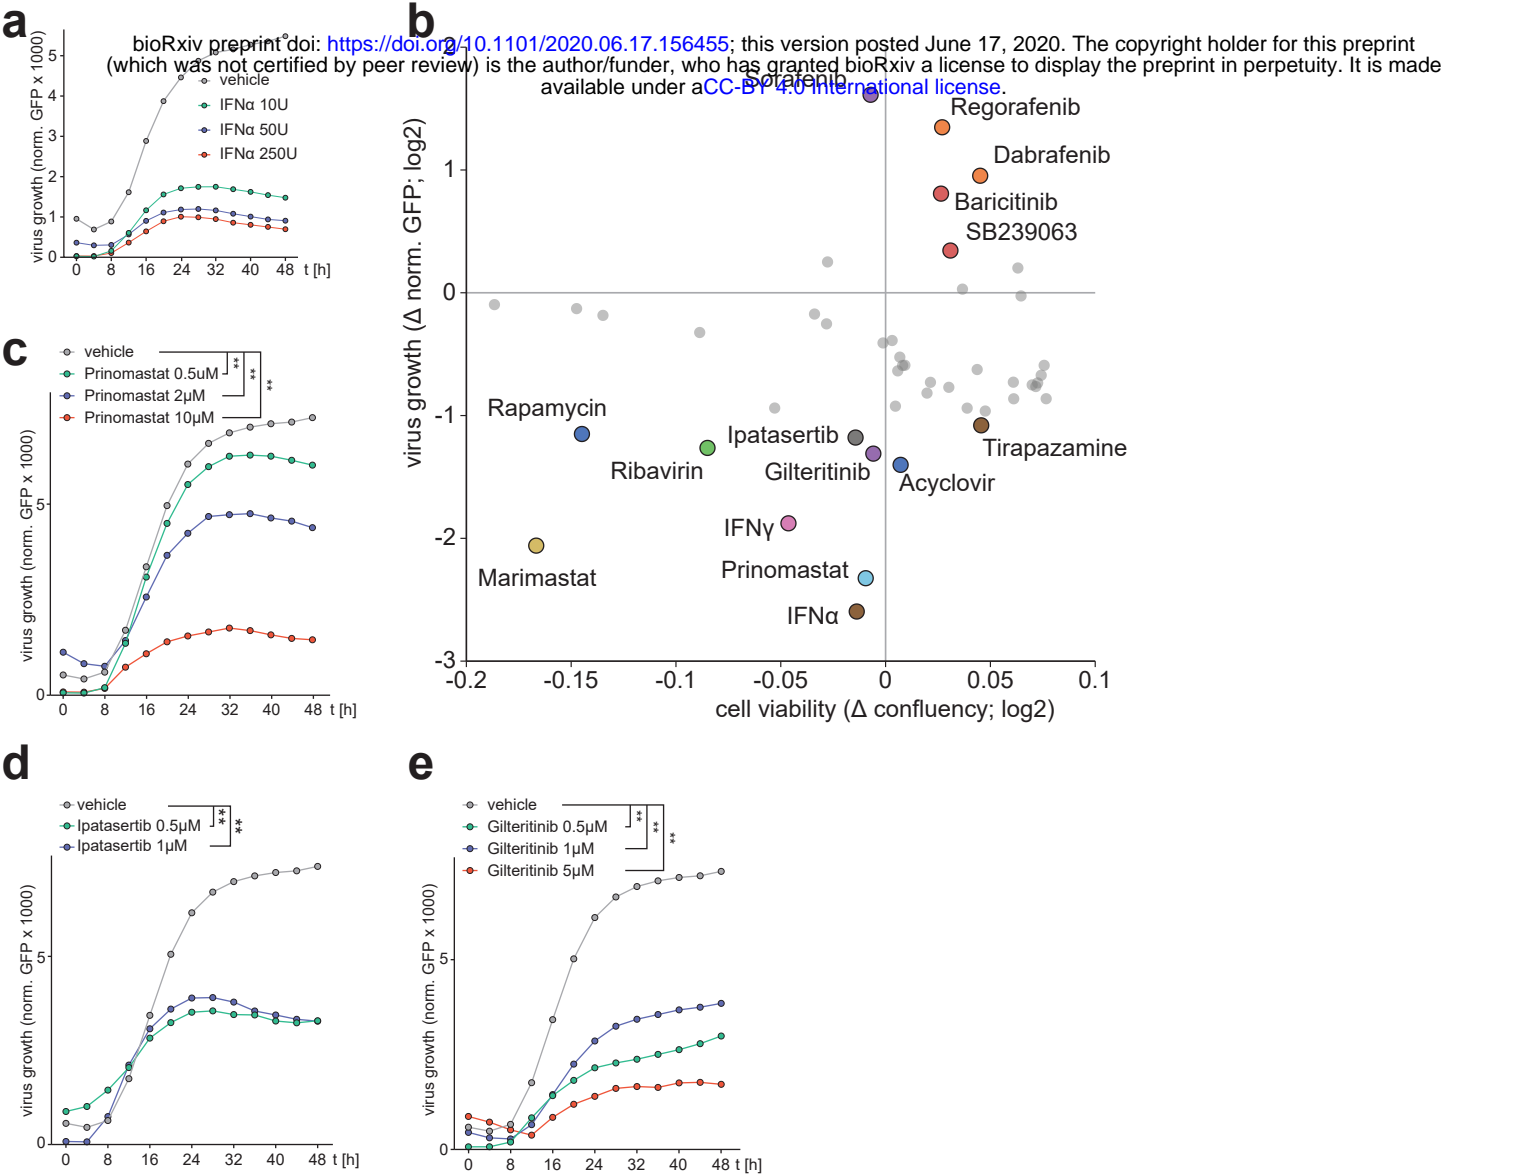 a
b
bioRxiv preprint doi: https://doi.org/10.1101/2020.06.17.156455; this version posted June 17, 2020. The copyright holder for this preprint
(which was not certified by peer review) is the author/funder, who has granted bioRxiv a license to display the preprint in perpetuity. It is made
available under aCC-BY 4.0 International license.
virus growth (norm. GFP x 1000)
5
4
3
2
1
0
vehicle
IFNα 10U
IFNα 50U
IFNα 250U
0 8 16 24 32 40 48 t [h]
virus growth (Δ norm. GFP; log2)
2
1
0
-1
-2
-3
Sorafenib
Regorafenib
Dabrafenib
Baricitinib
SB239063
Rapamycin
Ipatasertib
Tirapazamine
Ribavirin
Gilteritinib
Acyclovir
IFNγ
Marimastat
Prinomastat
IFNα
-0.2 -0.15 -0.1 -0.05 0 0.05 0.1
cell viability (Δ confluency; log2)
c
vehicle
Prinomastat 0.5uM
Prinomastat 2µM
Prinomastat 10µM
**
**
**
virus growth (norm. GFP x 1000)
5
0
0 8 16 24 32 40 48 t [h]
d
vehicle
Ipatasertib 0.5µM
Ipatasertib 1µM
**
**
virus growth (norm. GFP x 1000)
5
0
0 8 16 24 32 40 48 t [h]
e
vehicle
Gilteritinib 0.5µM
Gilteritinib 1µM
Gilteritinib 5µM
**
**
**
virus growth (norm. GFP x 1000)
5
0
0 8 16 24 32 40 48 t [h]